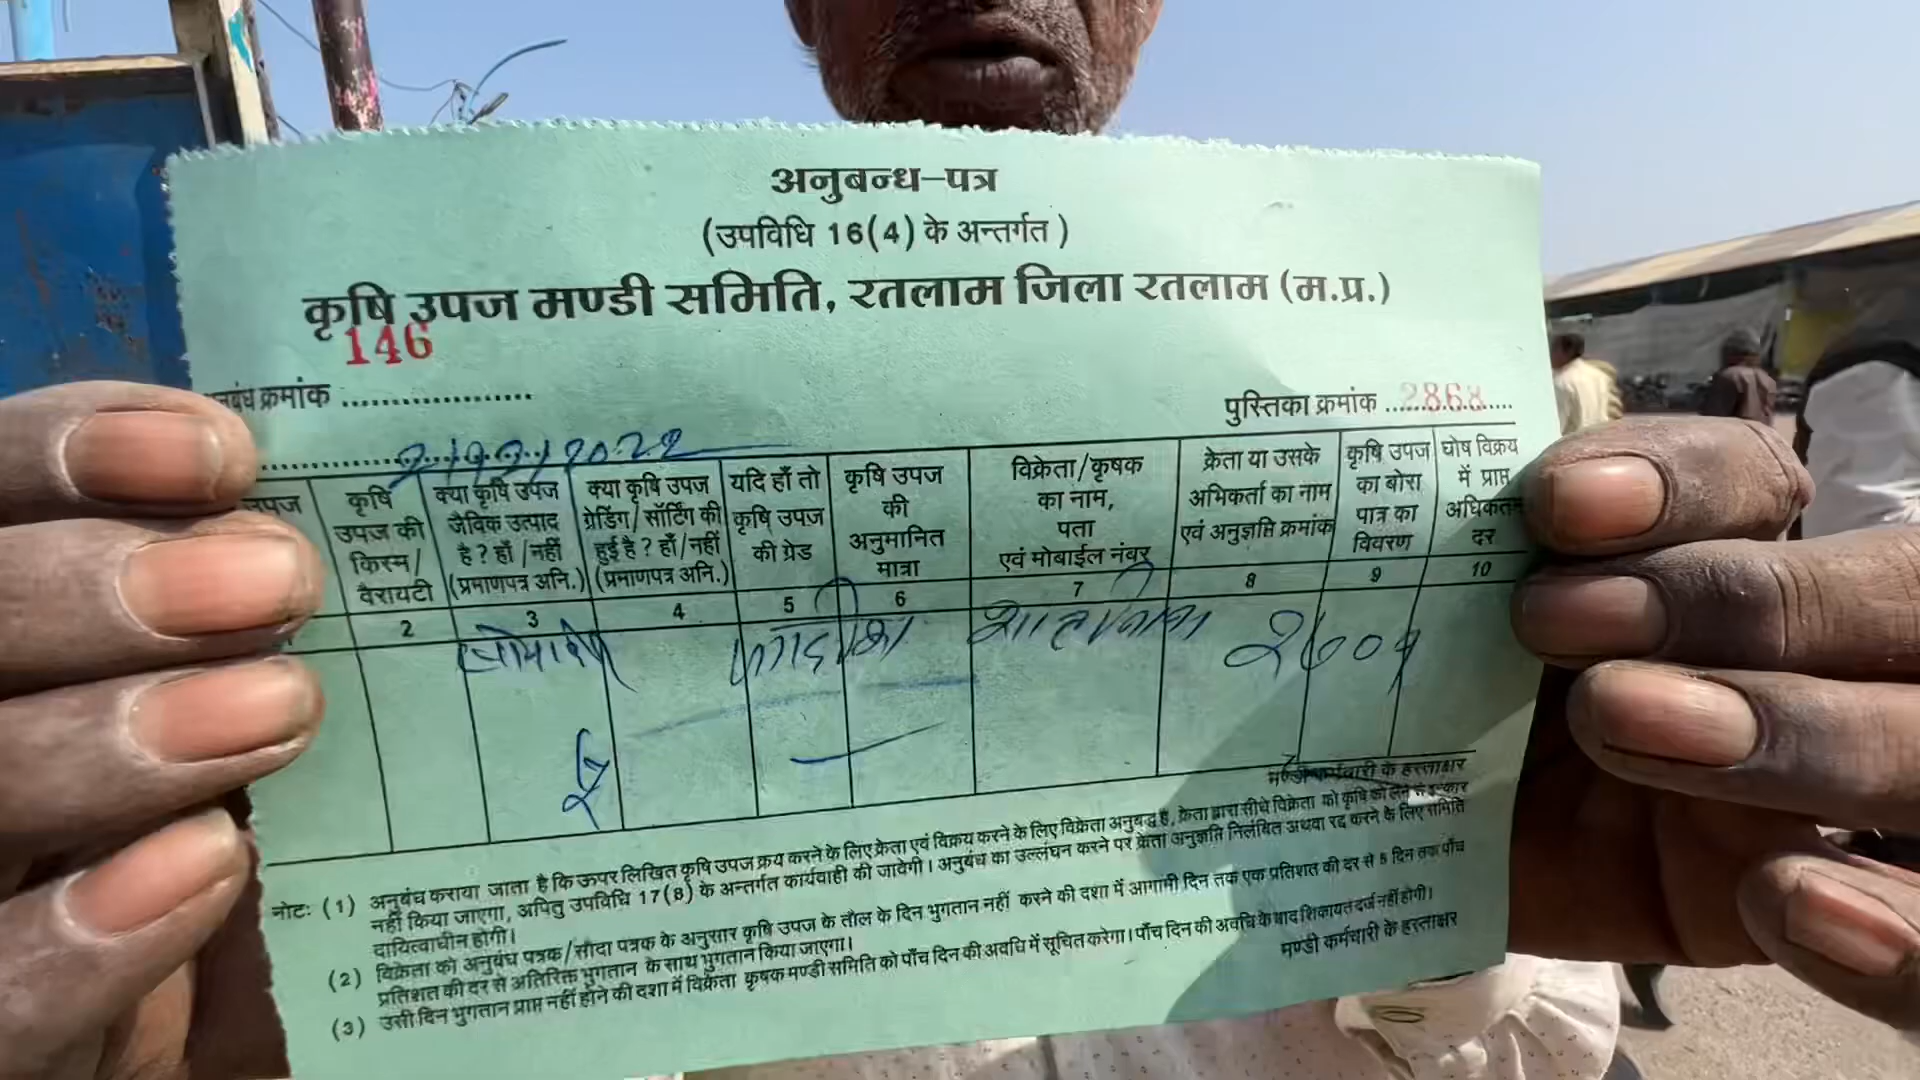 अनुबन्ध-पत्र
(उपविधि 16(4) के अन्तर्गत)
कृषि उपज मण्डी समिति, रतलाम जिला रतलाम (म.प्र.)
146
नुबंध क्रमांक ...................
पुस्तिका क्रमांक 2868
उपज
कृषि उपज की किस्म/ वैरायटी
क्या कृषि उपज जैविक उत्पाद है? हाँ/नहीं (प्रमाणपत्र अनि.)
क्या कृषि उपज ग्रेडिंग/सॉर्टिंग की हुई है? हाँ/नहीं (प्रमाणपत्र अनि.)
यदि हाँ तो कृषि उपज की ग्रेड
कृषि उपज की अनुमानित मात्रा
विक्रेता/कृषक का नाम, पता एवं मोबाईल नंबर
क्रेता या उसके अभिकर्ता का नाम एवं अनुज्ञप्ति क्रमांक
कृषि उपज का बोरा पात्र का विवरण
घोष विक्रय में प्राप्त अधिकतम दर
2 3 4 5 6 7 8 9 10
मण्डी कर्मचारी के हस्ताक्षर
नोटः (1) अनुबंध कराया जाता है कि ऊपर लिखित कृषि उपज क्रय करने के लिए क्रेता एवं विक्रय करने के लिए विक्रेता अनुबद्ध है, क्रेता द्वारा सीधे विक्रेता को कृषि को लेने से इन्कार
नहीं किया जाएगा, अपितु उपविधि 17(8) के अन्तर्गत कार्यवाही की जावेगी। अनुबंध का उल्लंघन करने पर क्रेता अनुज्ञप्ति निलंबित अथवा रद्द करने के लिए समिति
दायित्वाधीन होगी।
(2) विक्रेता को अनुबंध पत्रक/सौदा पत्रक के अनुसार कृषि उपज के तौल के दिन भुगतान नहीं करने की दशा में आगामी दिन तक एक प्रतिशत की दर से 5 दिन तक पाँच
प्रतिशत की दर से अतिरिक्त भुगतान के साथ भुगतान किया जाएगा।
(3) उसी दिन भुगतान प्राप्त नहीं होने की दशा में विक्रेता कृषक मण्डी समिति को पाँच दिन की अवधि में सूचित करेगा। पाँच दिन की अवधि के बाद शिकायत दर्ज नहीं होगी।
मण्डी कर्मचारी के हस्ताक्षर